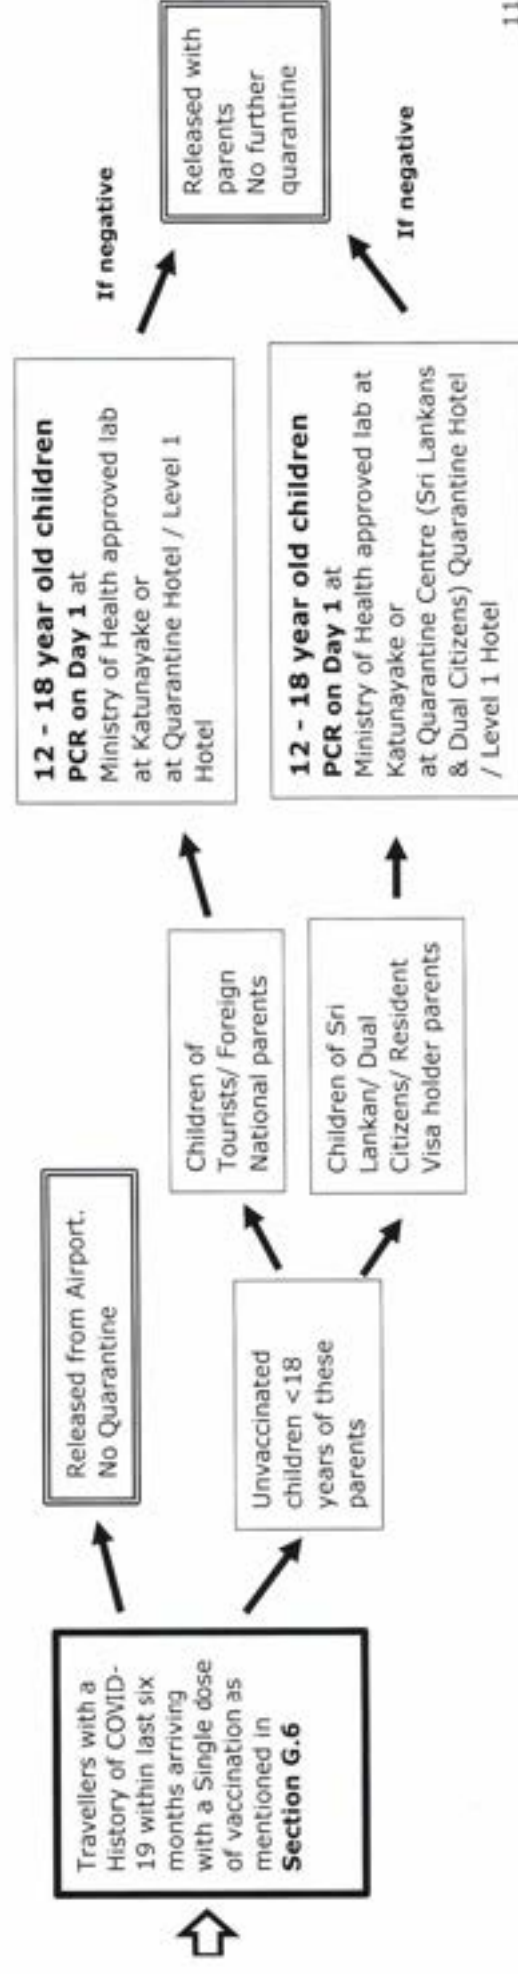 Travellers with a
History of COVID-
19 within last six
months arriving
with a Single dose
of vaccination as
mentioned in
Section G.6
Released from Airport.
No Quarantine
Unvaccinated
children <18
years of these
parents
Children of
Tourists/ Foreign
National parents
Children of Sri
Lankan/ Dual
Citizens/ Resident
Visa holder parents
12 - 18 year old children
PCR on Day 1 at
Ministry of Health approved lab
at Katunayake or
at Quarantine Hotel / Level 1
Hotel
12 - 18 year old children
PCR on Day 1 at
Ministry of Health approved lab at
Katunayake or
at Quarantine Centre (Sri Lankans
& Dual Citizens) Quarantine Hotel
/ Level 1 Hotel
If negative
If negative
Released with
parents
No further
quarantine
11